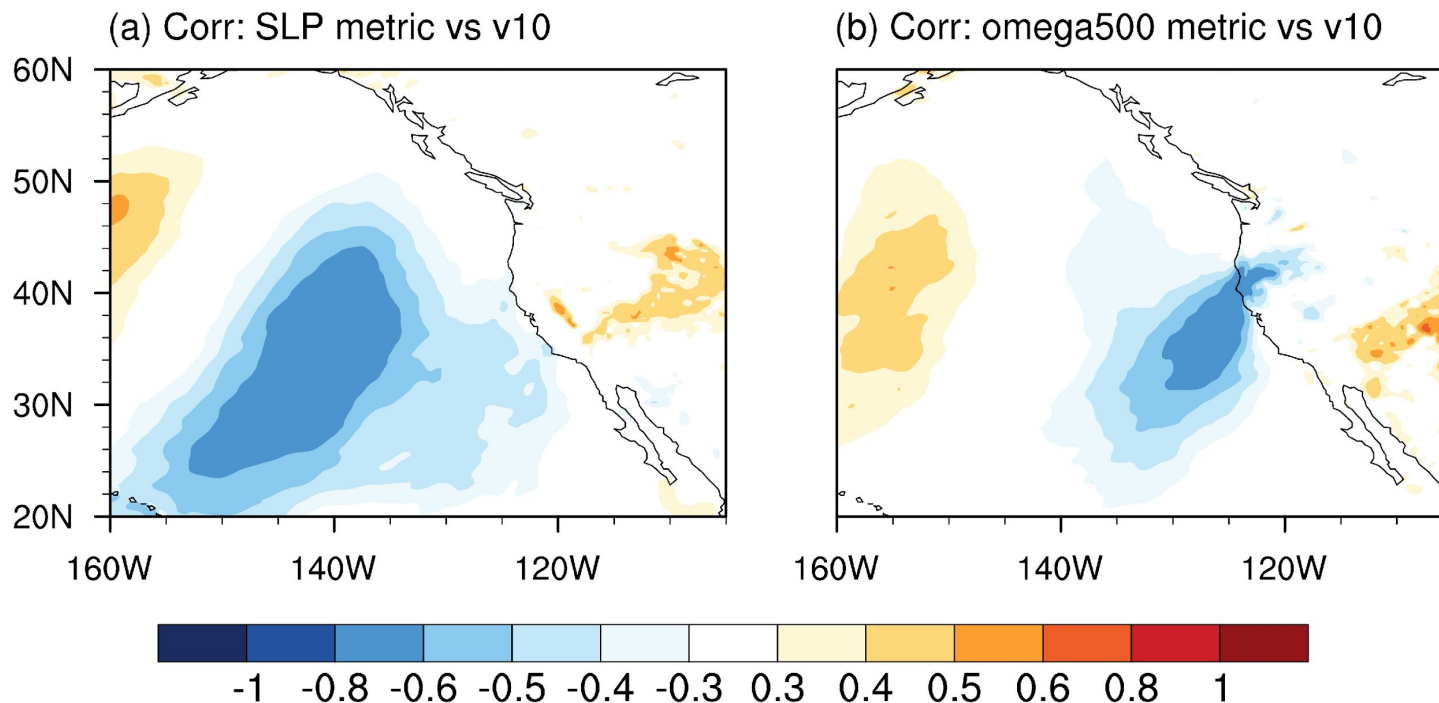 (a) Corr: SLP metric vs v10
(b) Corr: omega500 metric vs v10
60N
50N
40N
30N
20N
160W 140W 120W
160W 140W 120W
-1 -0.8 -0.6 -0.5 -0.4 -0.3 0.3 0.4 0.5 0.6 0.8 1